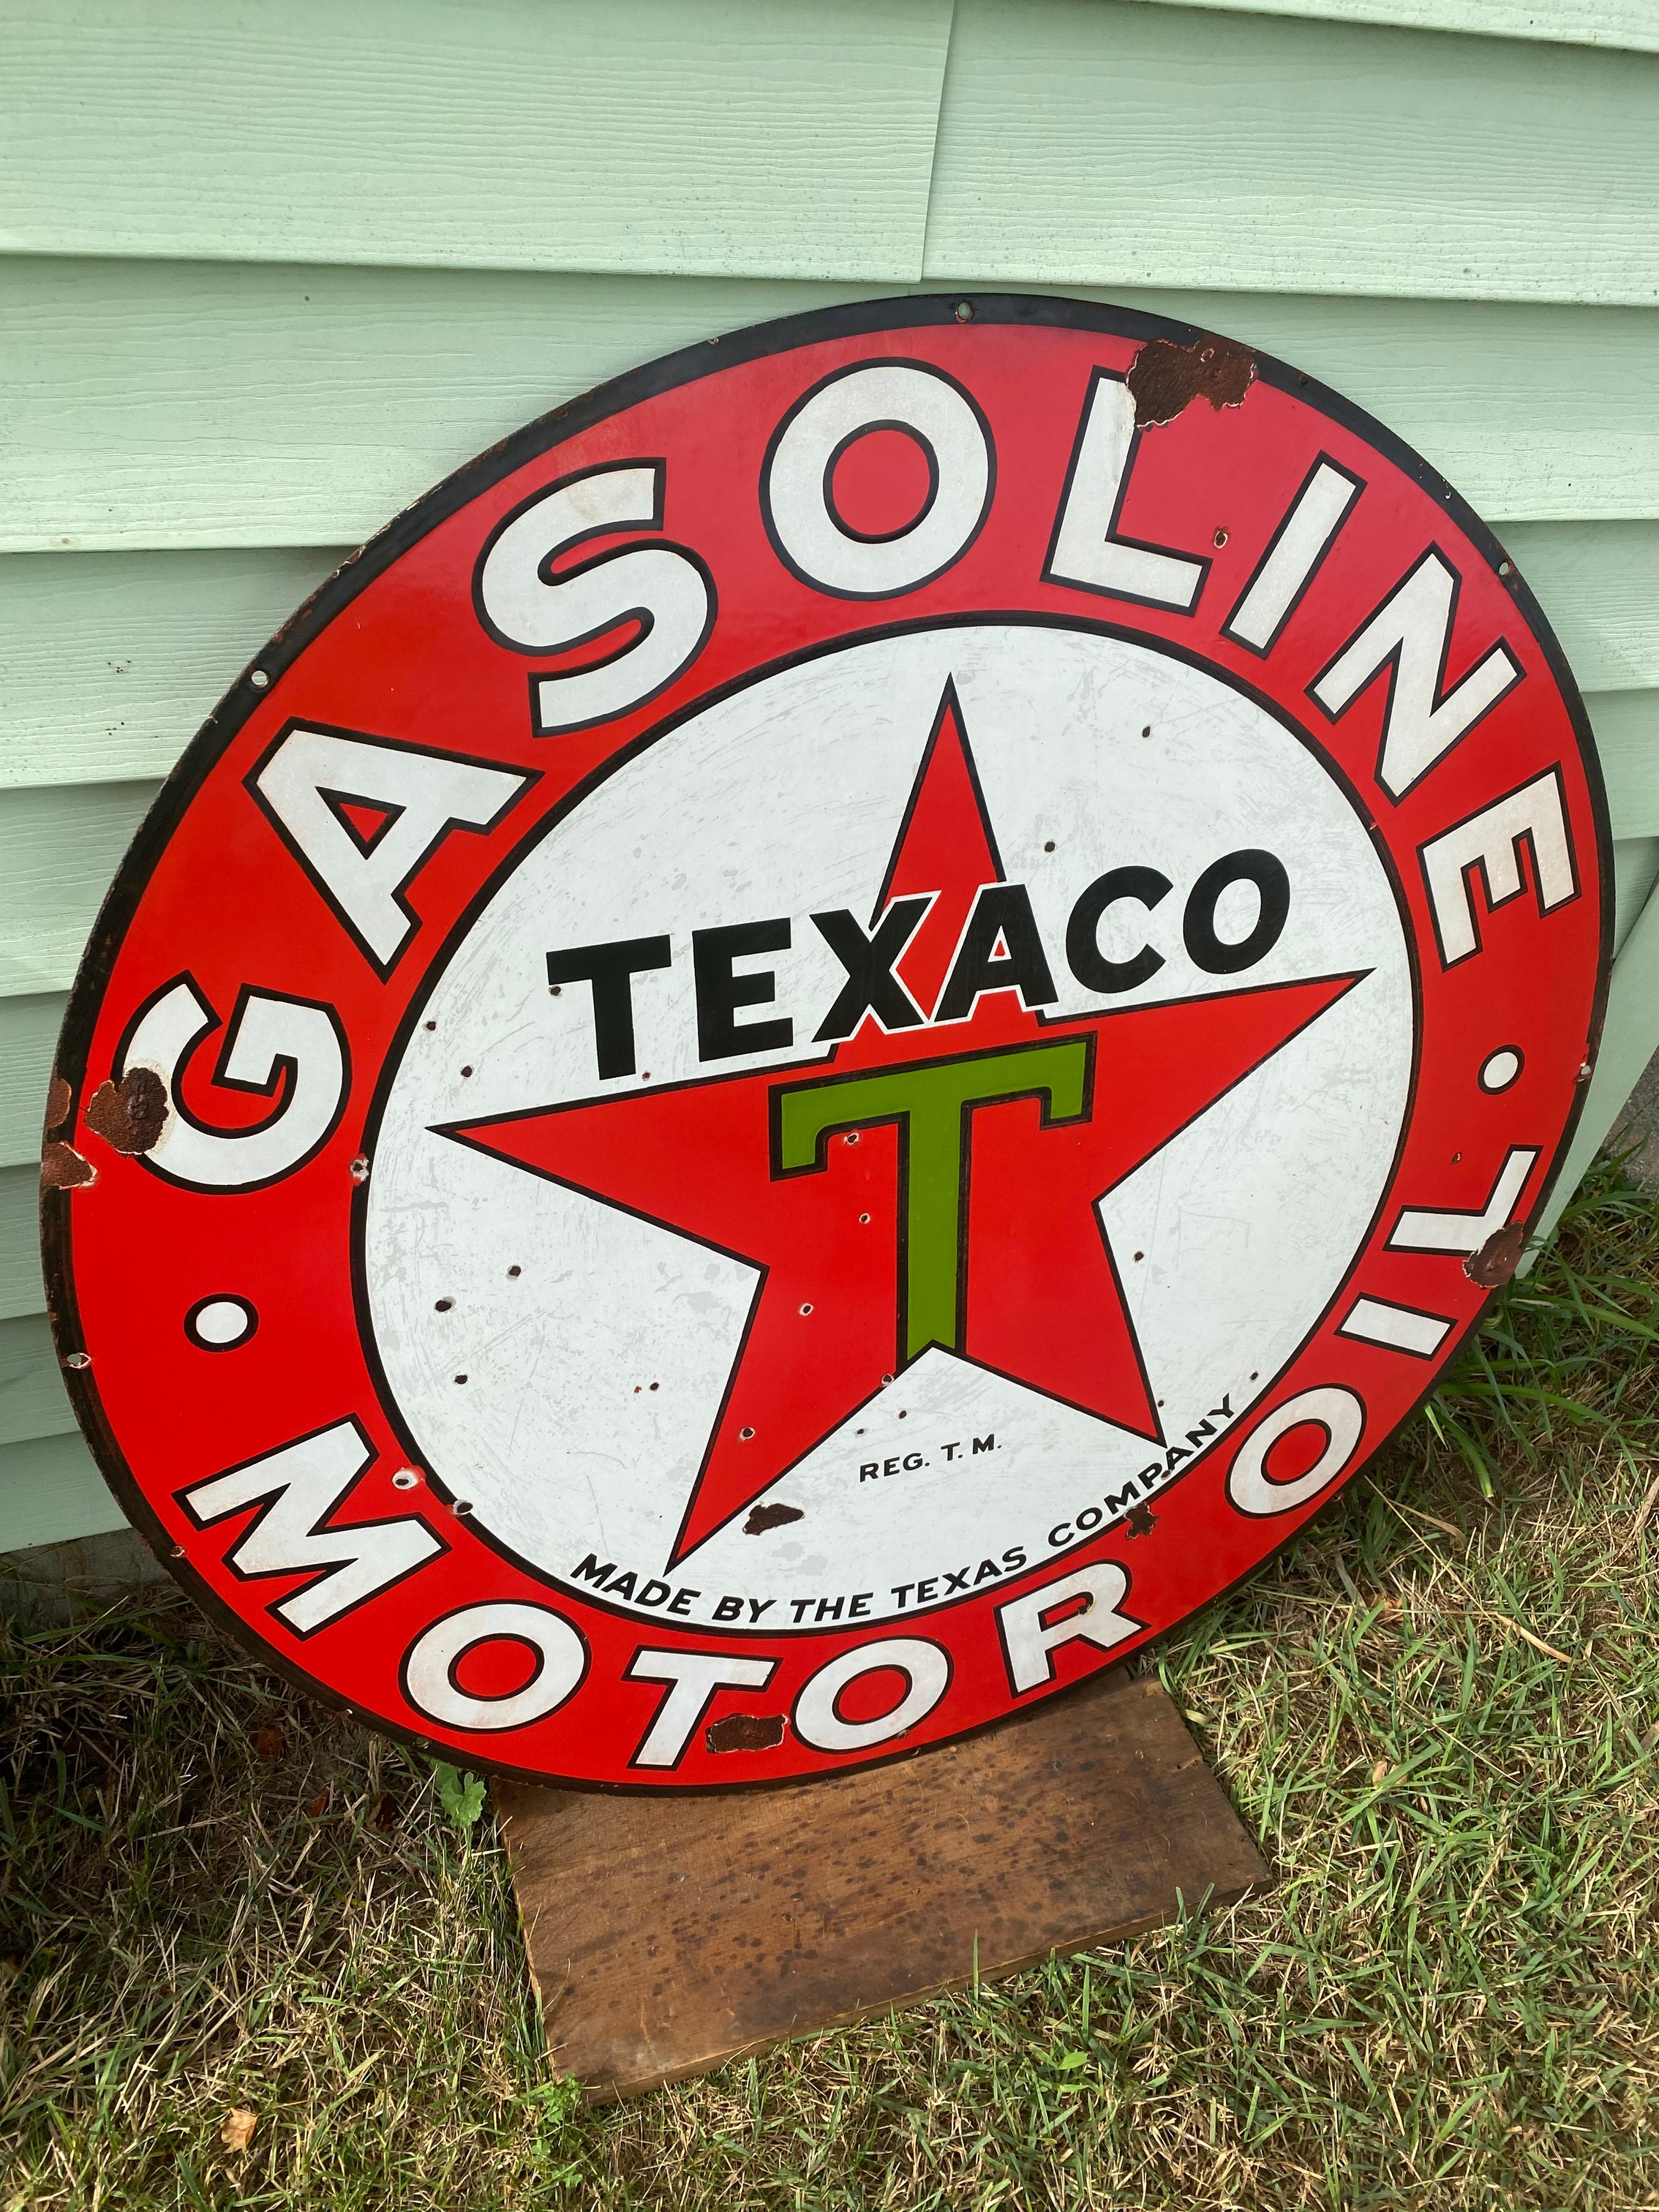 GASOLINE • MOTOR OIL
TEXACO
T
REG. T. M.
MADE BY THE TEXAS COMPANY